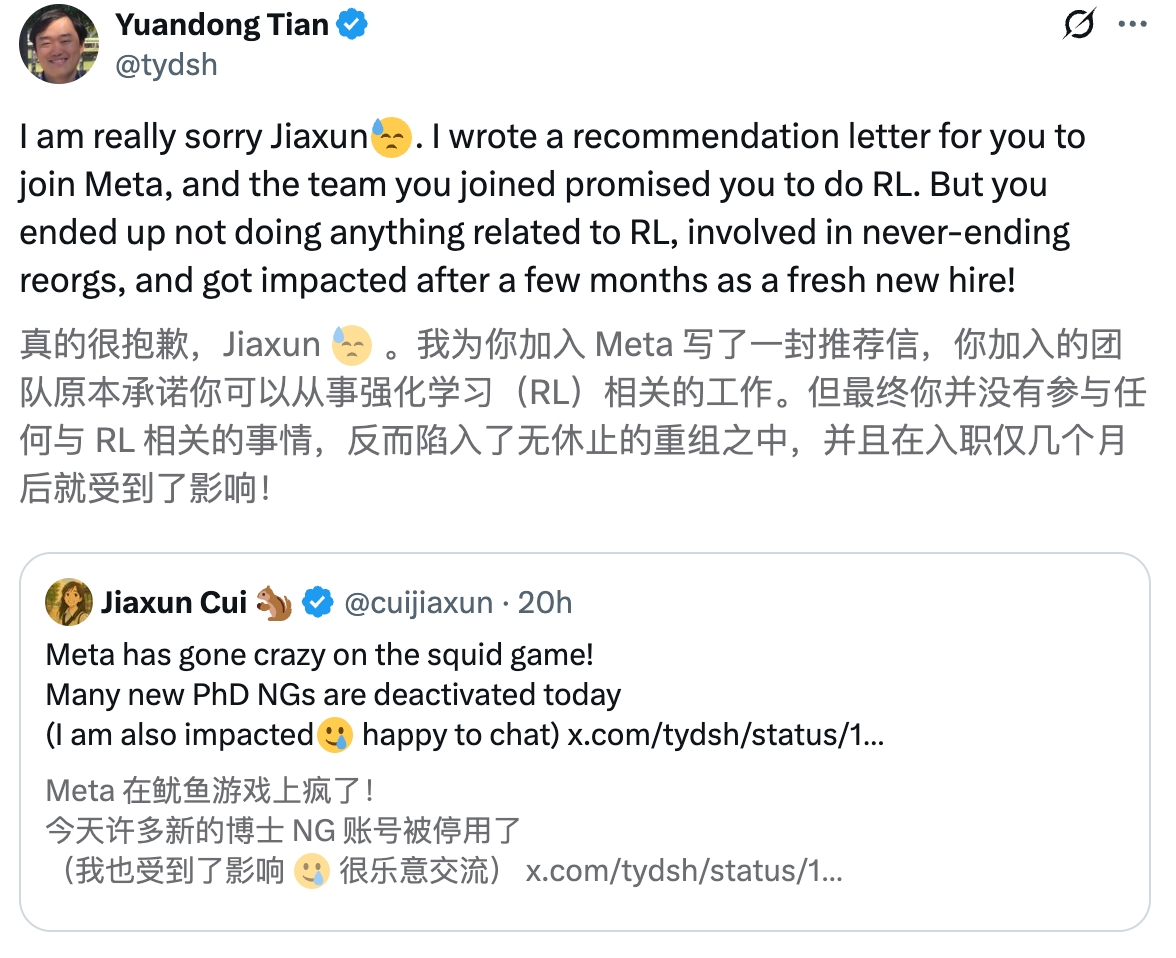 Yuandong Tian
@tydsh
I am really sorry Jiaxun😓. I wrote a recommendation letter for you to
join Meta, and the team you joined promised you to do RL. But you
ended up not doing anything related to RL, involved in never-ending
reorgs, and got impacted after a few months as a fresh new hire!
真的很抱歉，Jiaxun 😓 。我为你加入 Meta 写了一封推荐信，你加入的团
队原本承诺你可以从事强化学习（RL）相关的工作。但最终你并没有参与任
何与 RL 相关的事情，反而陷入了无休止的重组之中，并且在入职仅几个月
后就受到了影响！
Jiaxun Cui 🐿️ @cuijiaxun · 20h
Meta has gone crazy on the squid game!
Many new PhD NGs are deactivated today
(I am also impacted🥲 happy to chat) x.com/tydsh/status/1...
Meta 在鱿鱼游戏上疯了！
今天许多新的博士 NG 账号被停用了
（我也受到了影响 🥲 很乐意交流） x.com/tydsh/status/1...